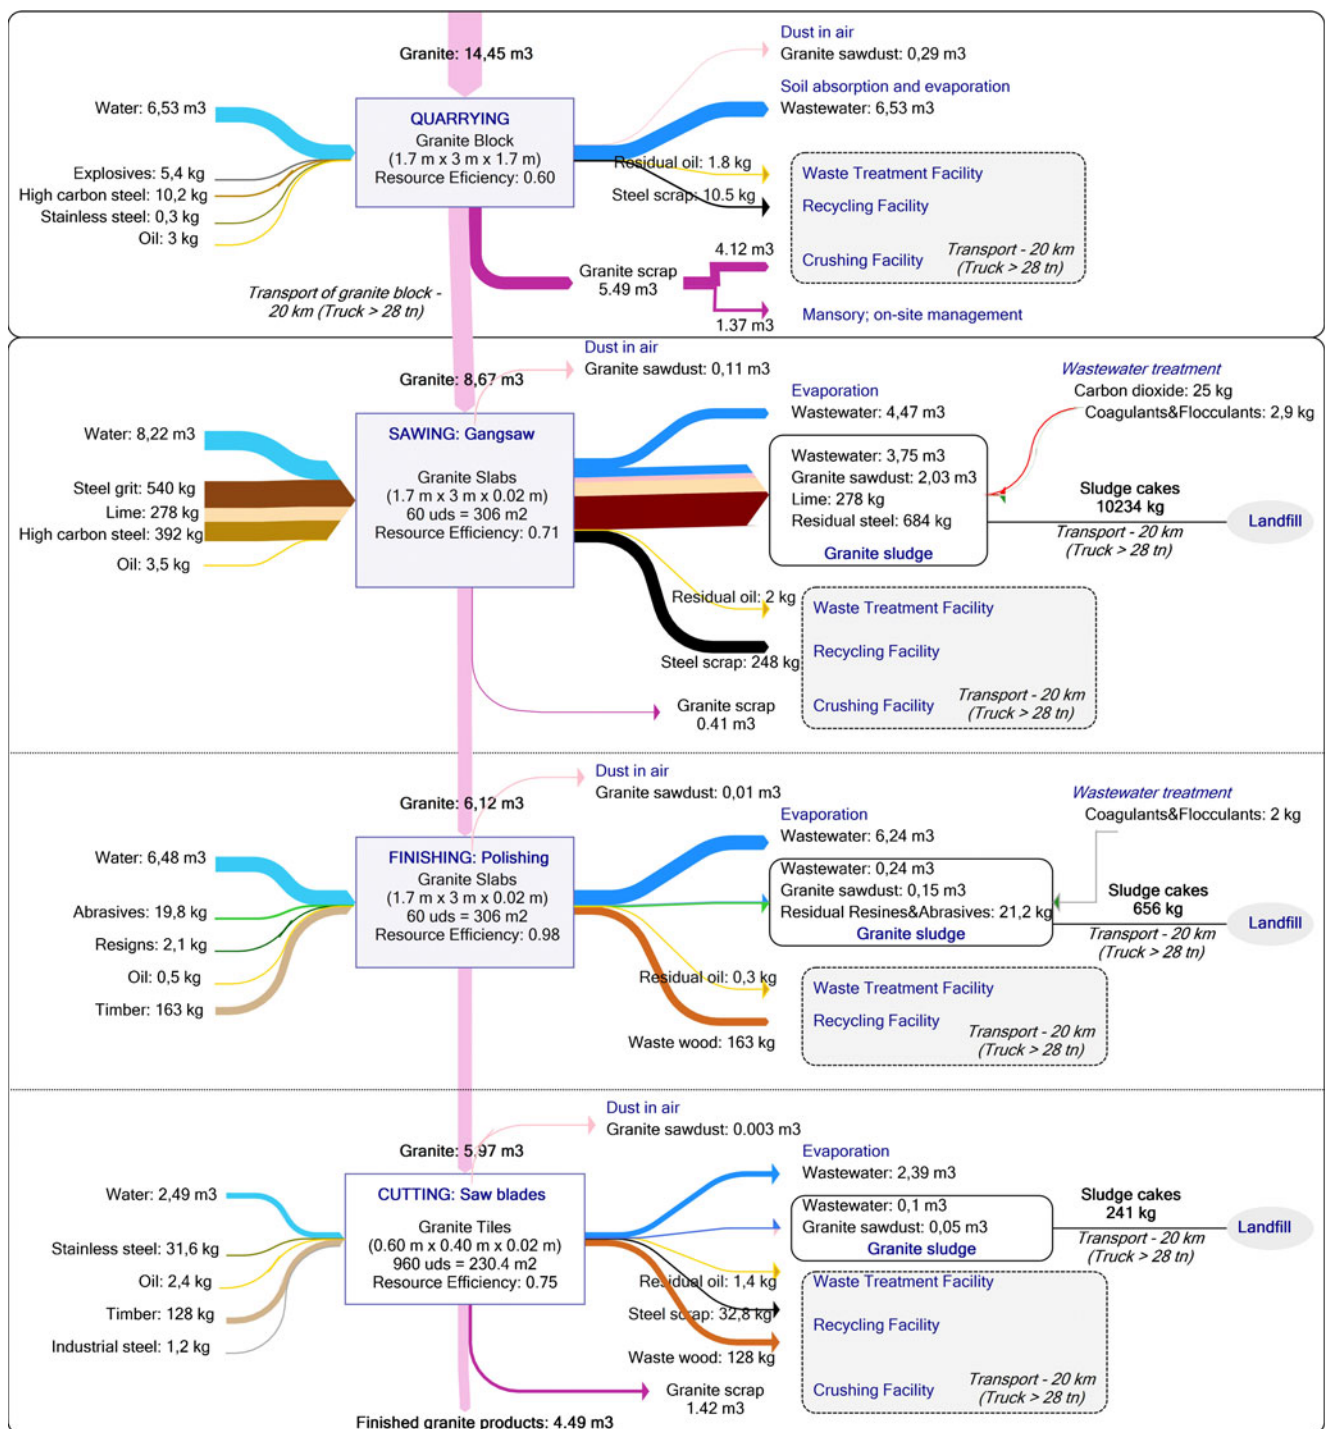 Granite: 14,45 m3
Dust in air
Granite sawdust: 0,29 m3
Water: 6,53 m3
Soil absorption and evaporation
Wastewater: 6,53 m3
QUARRYING
Granite Block
(1.7 m x 3 m x 1.7 m)
Resource Eficiency: 0.60
Explosives: 5,4 kg
High carbon steel: 10,2 kg
Stainless steel: 0,3 kg
Oil: 3 kg
Residual oil: 1.8 kg
Steel scrap: 10.5 kg
Waste Treatment Facility
Recycling Facility
Crushing Facility
Transport - 20 km
(Truck > 28 tn)
Granite scrap
5.49 m3
4.12 m3
1.37 m3
Mansory; on-site management
Transport of granite block -
20 km (Truck > 28 tn)
Dust in air
Granite sawdust: 0,11 m3
Granite: 8,67 m3
Water: 8,22 m3
Steel grit: 540 kg
Lime: 278 kg
High carbon steel: 392 kg
Oil: 3,5 kg
SAWING: Gangsaw
Granite Slabs
(1.7 m x 3 m x 0.02 m)
60 uds = 306 m2
Resource Efficiency: 0.71
Evaporation
Wastewater: 4,47 m3
Wastewater treatment
Carbon dioxide: 25 kg
Coagulants&Flocculants: 2,9 kg
Wastewater: 3,75 m3
Granite sawdust: 2,03 m3
Lime: 278 kg
Residual steel: 684 kg
Granite sludge
Sludge cakes
10234 kg
Transport - 20 km
(Truck > 28 tn)
Landfill
Residual oil: 2 kg
Steel scrap: 248 kg
Waste Treatment Facility
Recycling Facility
Crushing Facility
Transport - 20 km
(Truck > 28 tn)
Granite scrap
0.41 m3
Dust in air
Granite sawdust: 0,01 m3
Granite: 6,12 m3
Water: 6,48 m3
Abrasives: 19,8 kg
Resigns: 2,1 kg
Oil: 0,5 kg
Timber: 163 kg
FINISHING: Polishing
Granite Slabs
(1.7 m x 3 m x 0.02 m)
60 uds = 306 m2
Resource Efficiency: 0.98
Evaporation
Wastewater: 6,24 m3
Wastewater treatment
Coagulants&Flocculants: 2 kg
Wastewater: 0,24 m3
Granite sawdust: 0,15 m3
Residual Resines&Abrasives: 21,2 kg
Granite sludge
Sludge cakes
656 kg
Transport - 20 km
(Truck > 28 tn)
Landfill
Residual oil: 0,3 kg
Waste wood: 163 kg
Waste Treatment Facility
Recycling Facility
Transport - 20 km
(Truck > 28 tn)
Dust in air
Granite sawdust: 0.003 m3
Granite: 5,97 m3
Water: 2,49 m3
Stainless steel: 31,6 kg
Oil: 2,4 kg
Timber: 128 kg
Industrial steel: 1,2 kg
CUTTING: Saw blades
Granite Tiles
(0.60 m x 0.40 m x 0.02 m)
960 uds = 230.4 m2
Resource Efficiency: 0.75
Evaporation
Wastewater: 2,39 m3
Wastewater: 0,1 m3
Granite sawdust: 0,05 m3
Granite sludge
Sludge cakes
241 kg
Transport - 20 km
(Truck > 28 tn)
Landfill
Residual oil: 1,4 kg
Steel scrap: 32,8 kg
Waste wood: 128 kg
Waste Treatment Facility
Recycling Facility
Crushing Facility
Transport - 20 km
(Truck > 28 tn)
Granite scrap
1.42 m3
Finished granite products: 4.49 m3